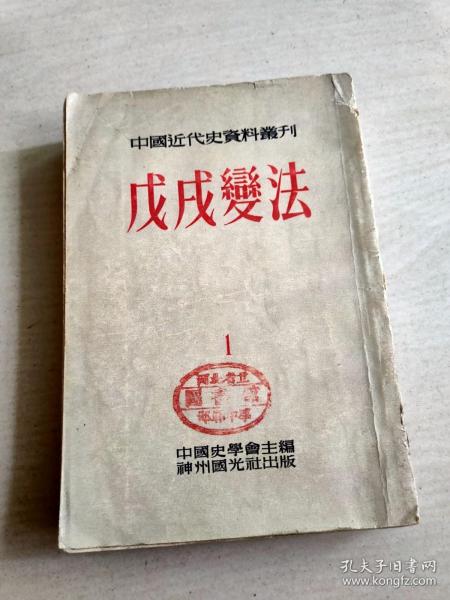 中國近代史資料叢刊
戊戌變法
1
圖書館
中國史學會主編
神州國光社出版
孔夫子旧书网
www.kongfz.com